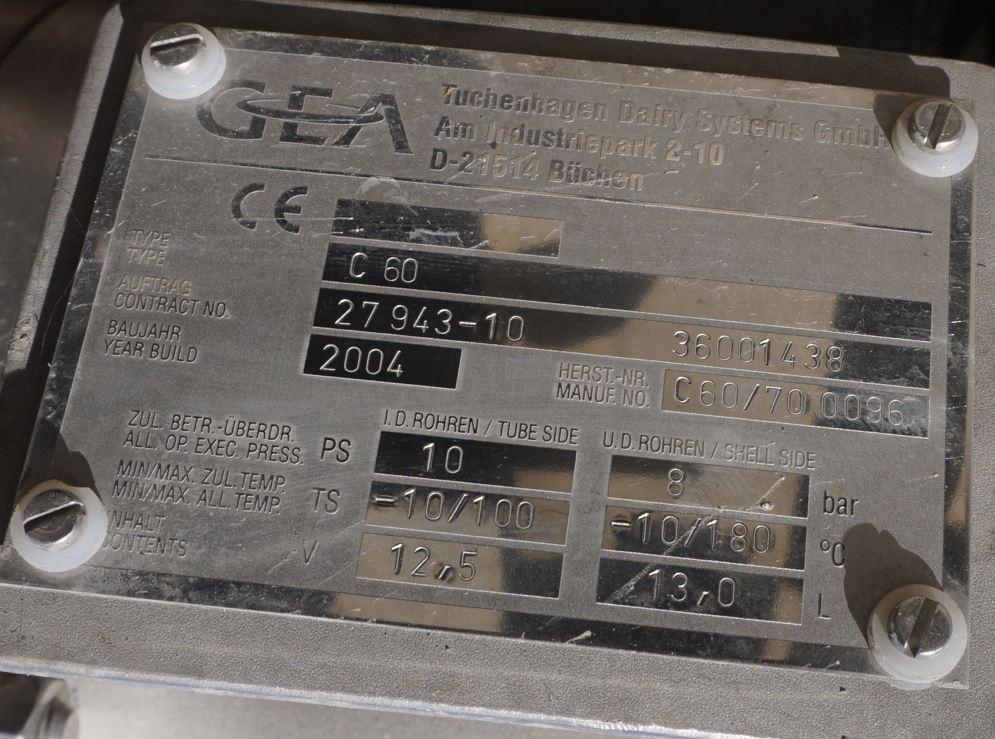 GEA Tuchenhagen Dairy Systems GmbH
Am Industriepark 2-10
D-21514 Büchen
CE
TYPE
TYPE C 60
AUFTRAG
CONTRACT NO. 27943-10 36001438
BAUJAHR
YEAR BUILD 2004 HERST.-NR.
MANUF. NO. C60/70 0096
I.D. ROHREN / TUBE SIDE U.D. ROHREN / SHELL SIDE
ZUL. BETR.-ÜBERDR.
ALL. OP. EXEC. PRESS. PS 10 8 bar
MIN/MAX. ZUL. TEMP.
MIN/MAX. ALL. TEMP. TS -10/100 -10/180 °C
INHALT
CONTENTS V 12,5 13,0 L